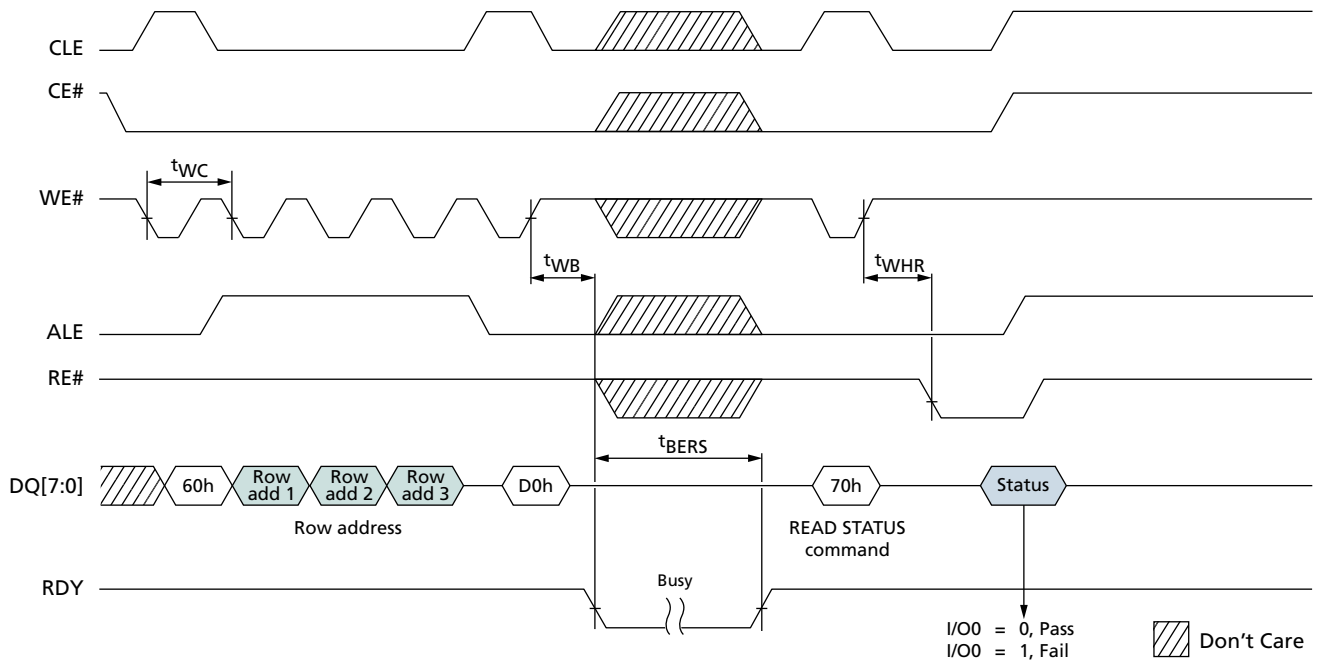 CLE
CE#
tWC
WE#
tWB
tWHR
ALE
RE#
tBERS
DQ[7:0]
60h
Row add 1
Row add 2
Row add 3
D0h
70h
Status
Row address
READ STATUS
command
RDY
Busy
I/O0 = 0, Pass
I/O0 = 1, Fail
Don't Care